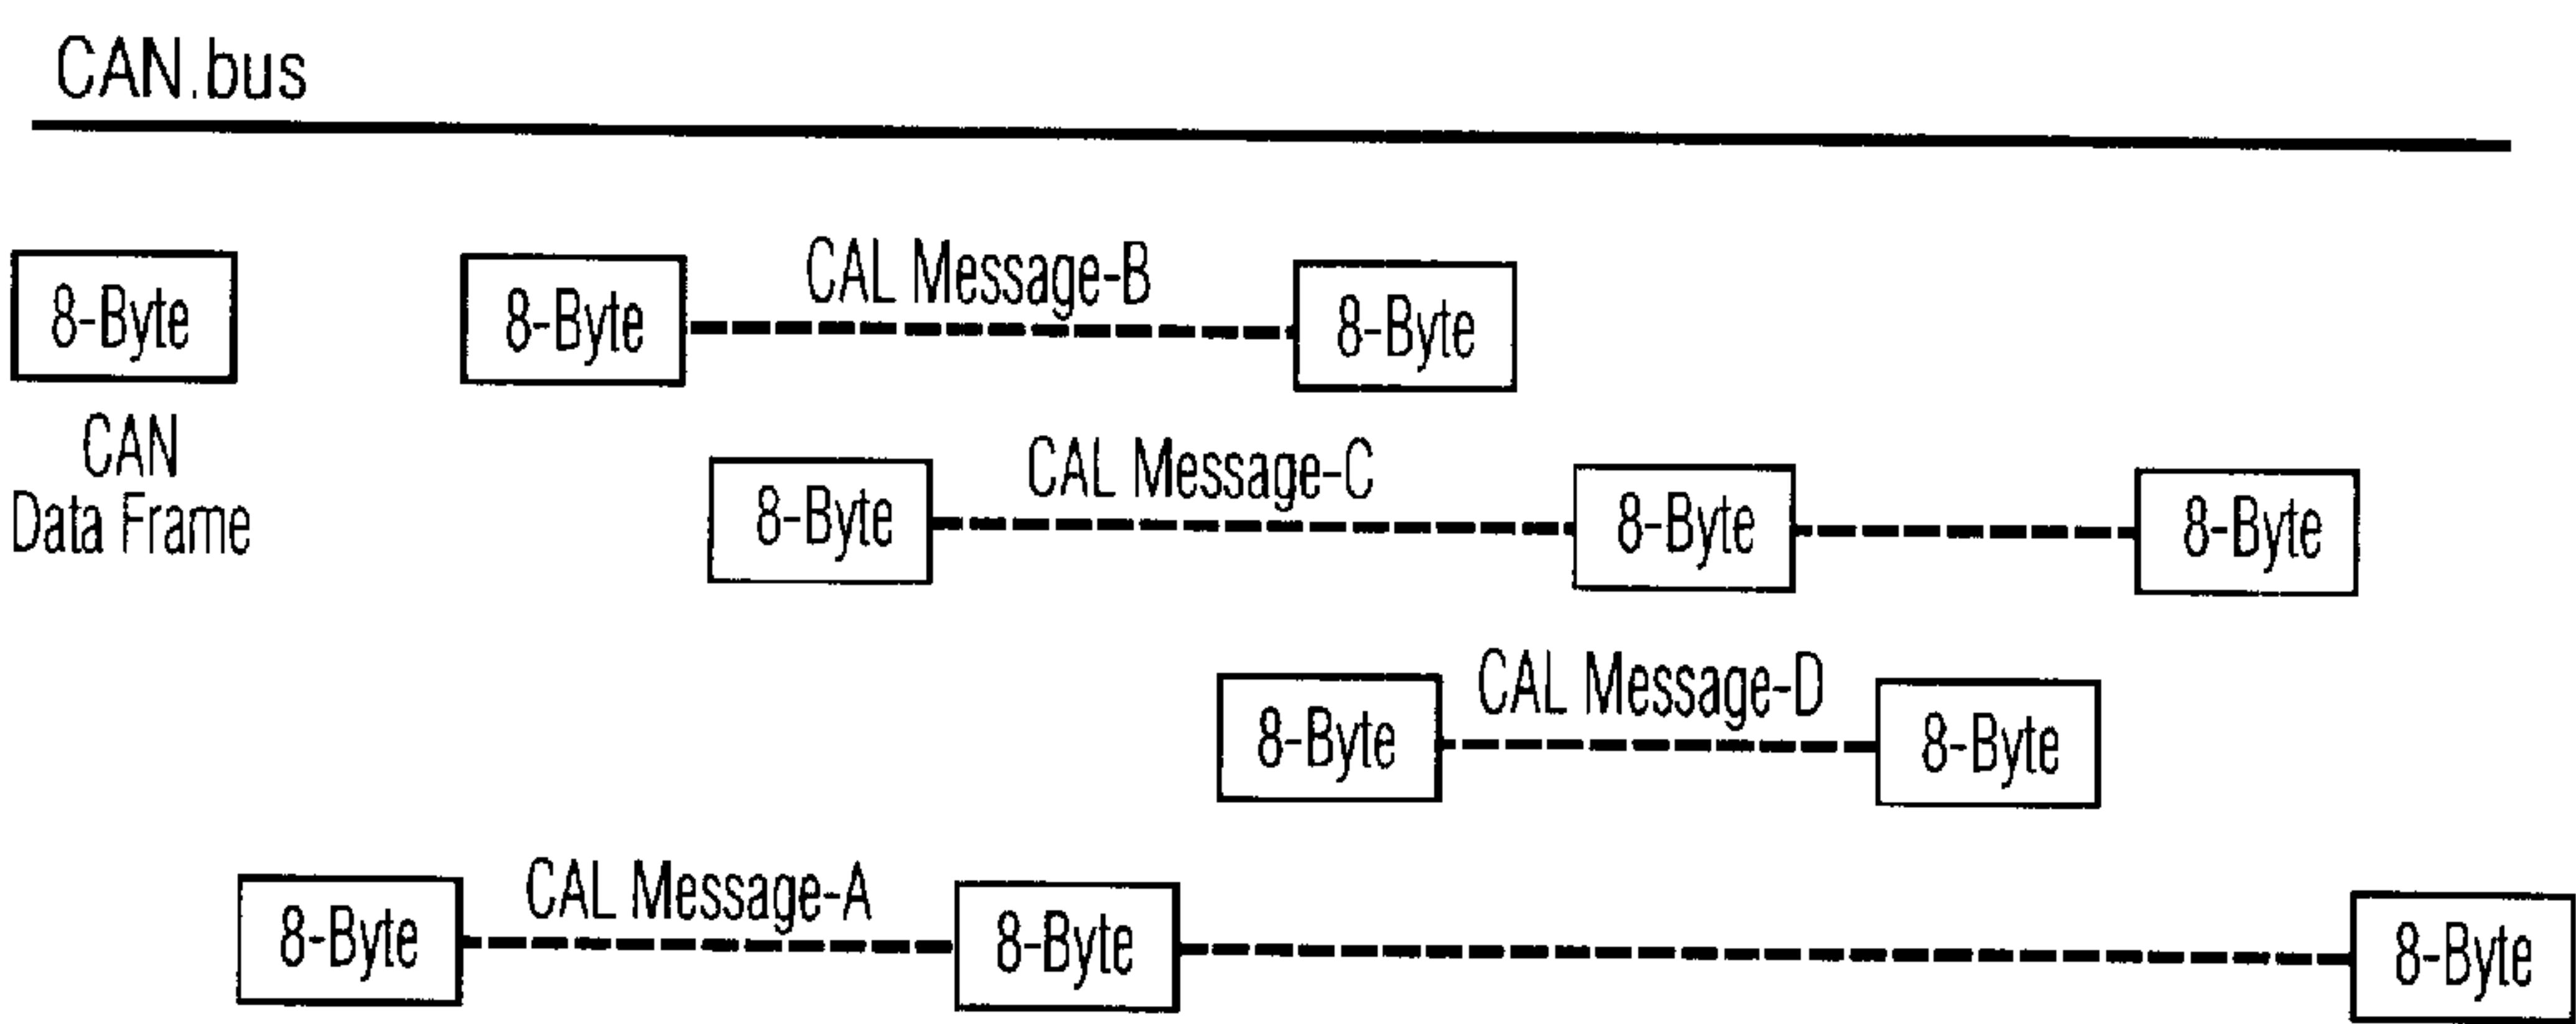 CAN.bus
8-Byte
8-Byte
CAL Message-B
8-Byte
CAN
Data Frame
8-Byte
CAL Message-C
8-Byte
8-Byte
8-Byte
CAL Message-D
8-Byte
8-Byte
CAL Message-A
8-Byte
8-Byte